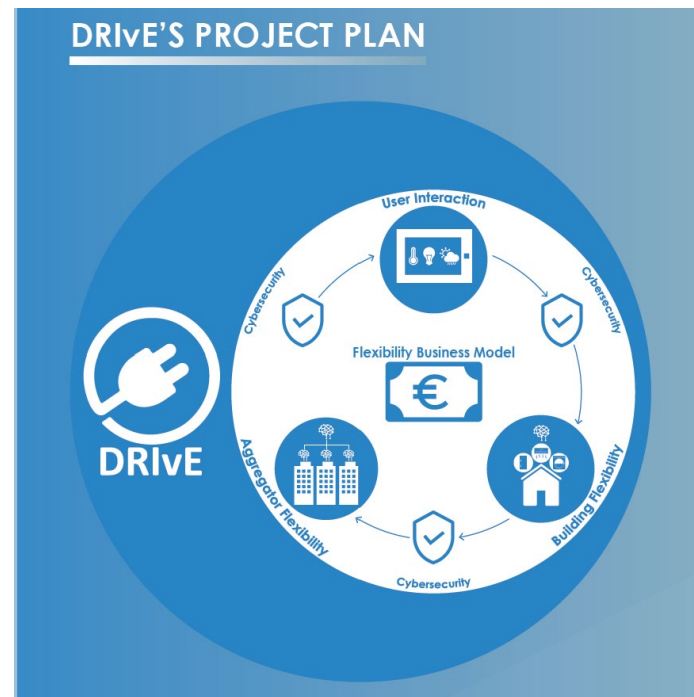 DRIvE'S PROJECT PLAN
User Interaction
Cybersecurity
Cybersecurity
Flexibility Business Model
€
DRIvE
Aggregator Flexibility
Building Flexibility
Cybersecurity